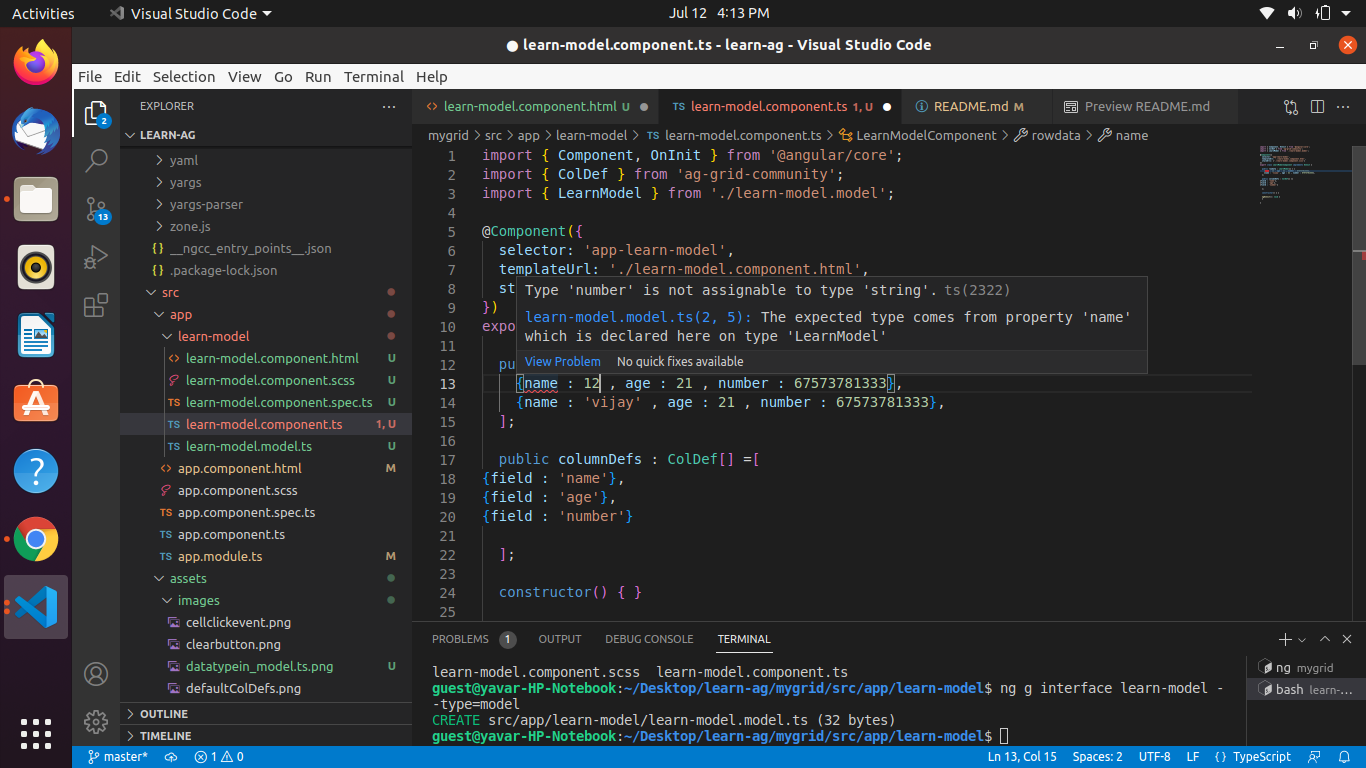 Activities Visual Studio Code Jul 12 4:13 PM
learn-model.component.ts - learn-ag - Visual Studio Code
File Edit Selection View Go Run Terminal Help
2
13
EXPLORER
LEARN-AG
yaml
yargs
yargs-parser
zone.js
{} __ngcc_entry_points__.json
{} .package-lock.json
src
app
learn-model
<> learn-model.component.html U
learn-model.component.scss U
TS learn-model.component.spec.ts U
TS learn-model.component.ts 1, U
TS learn-model.model.ts U
<> app.component.html M
app.component.scss
TS app.component.spec.ts
TS app.component.ts
TS app.module.ts M
assets
images
cellclickevent.png
clearbutton.png
datatypein_model.ts.png U
defaultColDefs.png
OUTLINE
TIMELINE
<> learn-model.component.html U TS learn-model.component.ts 1, U README.md M Preview README.md
mygrid > src > app > learn-model > TS learn-model.component.ts > LearnModelComponent > rowdata > name
1 import { Component, OnInit } from '@angular/core';
2 import { ColDef } from 'ag-grid-community';
3 import { LearnModel } from './learn-model.model';
4
5 @Component({
6 selector: 'app-learn-model',
7 templateUrl: './learn-model.component.html',
8 st
9 })
10 expo
11
12 pu
Type 'number' is not assignable to type 'string'. ts(2322)
learn-model.model.ts(2, 5): The expected type comes from property 'name'
which is declared here on type 'LearnModel'
View Problem No quick fixes available
13 {name : 12 , age : 21 , number : 67573781333},
14 {name : 'vijay' , age : 21 , number : 67573781333},
15 ];
16
17 public columnDefs : ColDef[] =[
18 {field : 'name'},
19 {field : 'age'},
20 {field : 'number'}
21
22 ];
23
24 constructor() { }
25
PROBLEMS 1 OUTPUT DEBUG CONSOLE TERMINAL
learn-model.component.scss learn-model.component.ts
guest@yavar-HP-Notebook:~/Desktop/learn-ag/mygrid/src/app/learn-model$ ng g interface learn-model -
-type=model
CREATE src/app/learn-model/learn-model.model.ts (32 bytes)
guest@yavar-HP-Notebook:~/Desktop/learn-ag/mygrid/src/app/learn-model$
ng mygrid
bash learn-...
master* 1 0 Ln 13, Col 15 Spaces: 2 UTF-8 LF {} TypeScript